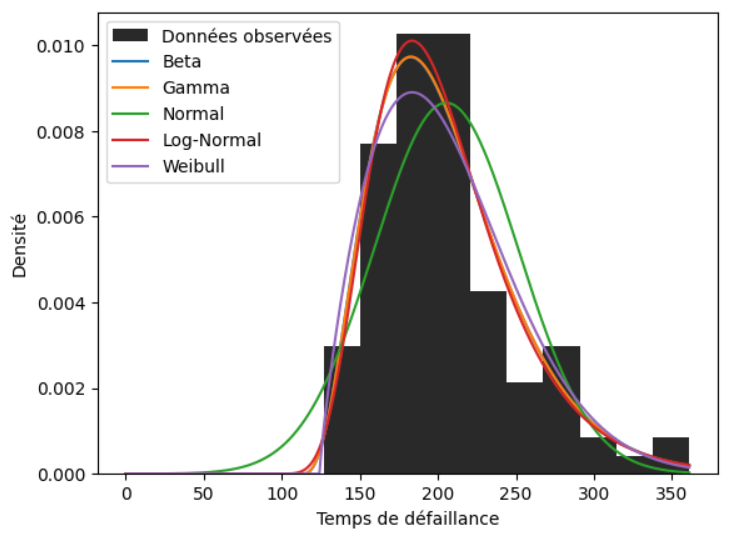 Données observées
Beta
Gamma
Normal
Log-Normal
Weibull
0.010
0.008
0.006
0.004
0.002
0.000
Densité
0 50 100 150 200 250 300 350
Temps de défaillance